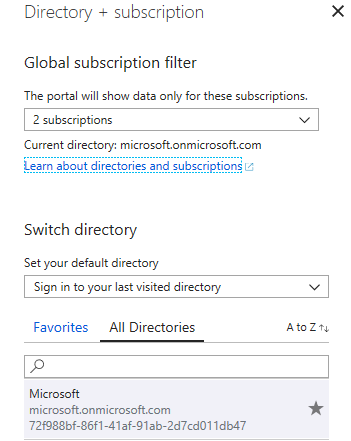 Directory + subscription
Global subscription filter
The portal will show data only for these subscriptions.
2 subscriptions
Current directory: microsoft.onmicrosoft.com
Learn about directories and subscriptions
Switch directory
Set your default directory
Sign in to your last visited directory
Favorites All Directories A to Z ↑↓
Microsoft
microsoft.onmicrosoft.com
72f988bf-86f1-41af-91ab-2d7cd011db47